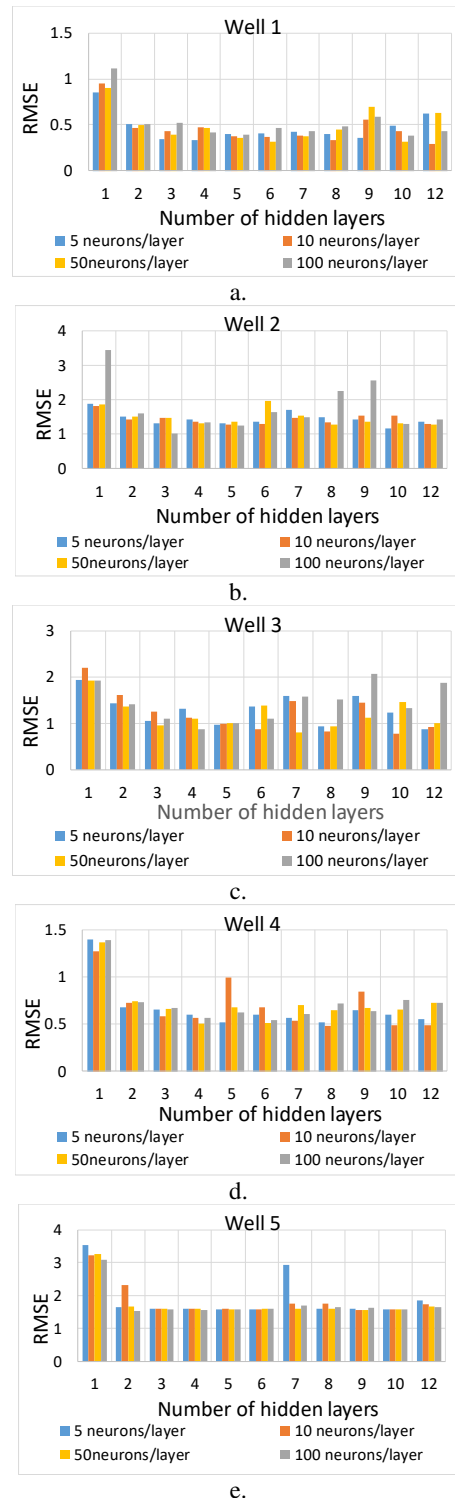 Well 1
1.5
1
0.5
0
RMSE
1 2 3 4 5 6 7 8 9 10 12
Number of hidden layers
5 neurons/layer 10 neurons/layer
50neurons/layer 100 neurons/layer
a.
Well 2
4
3
2
1
0
RMSE
1 2 3 4 5 6 7 8 9 10 12
Number of hidden layers
5 neurons/layer 10 neurons/layer
50neurons/layer 100 neurons/layer
b.
Well 3
3
2
1
0
RMSE
1 2 3 4 5 6 7 8 9 10 12
Number of hidden layers
5 neurons/layer 10 neurons/layer
50neurons/layer 100 neurons/layer
c.
Well 4
1.5
1
0.5
0
RMSE
1 2 3 4 5 6 7 8 9 10 12
Number of hidden layers
5 neurons/layer 10 neurons/layer
50neurons/layer 100 neurons/layer
d.
Well 5
4
3
2
1
0
RMSE
1 2 3 4 5 6 7 8 9 10 12
Number of hidden layers
5 neurons/layer 10 neurons/layer
50neurons/layer 100 neurons/layer
e.